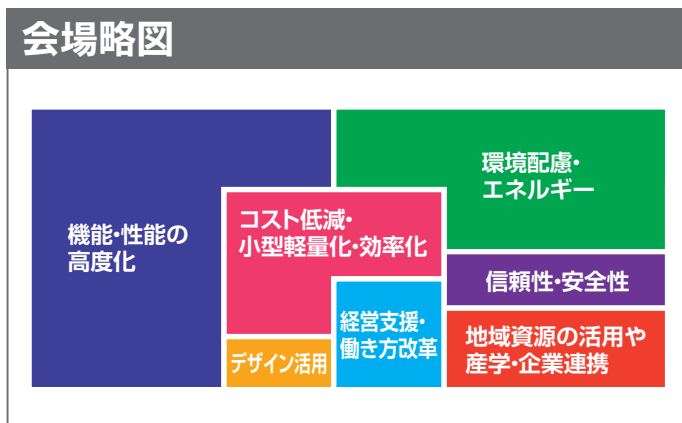 会場略図
機能・性能の
高度化
コスト低減・
小型軽量化・効率化
環境配慮・
エネルギー
信頼性・安全性
経営支援・
働き方改革
デザイン活用
地域資源の活用や
産学・企業連携